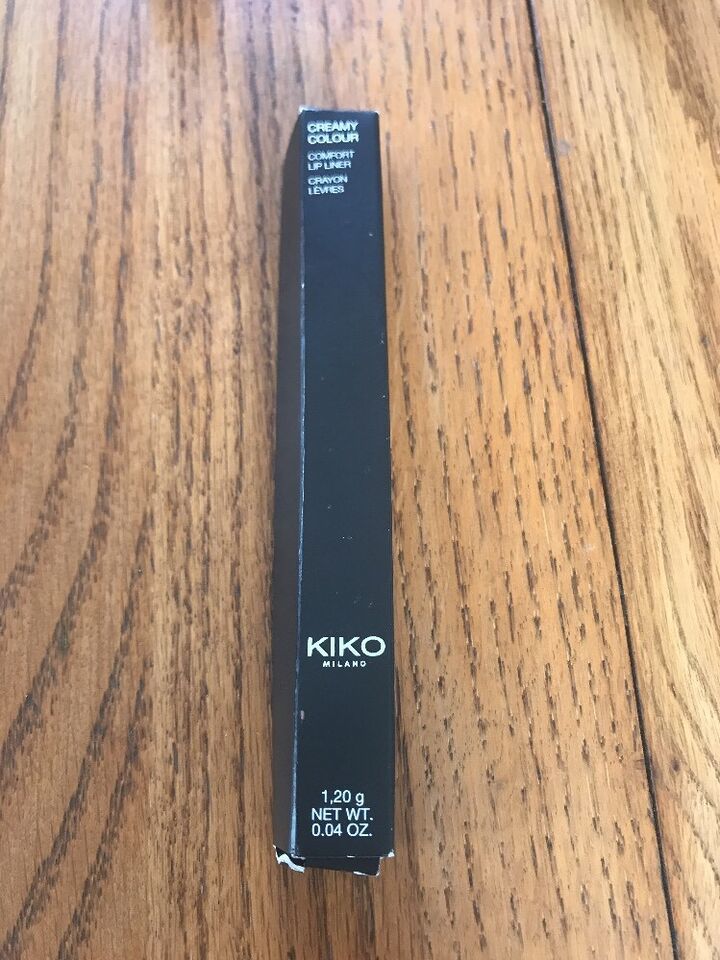 CREAMY
COLOUR
COMFORT
LIP LINER
CRAYON
LÈVRES
KIKO
MILANO
1,20 g
NET WT.
0.04 OZ.